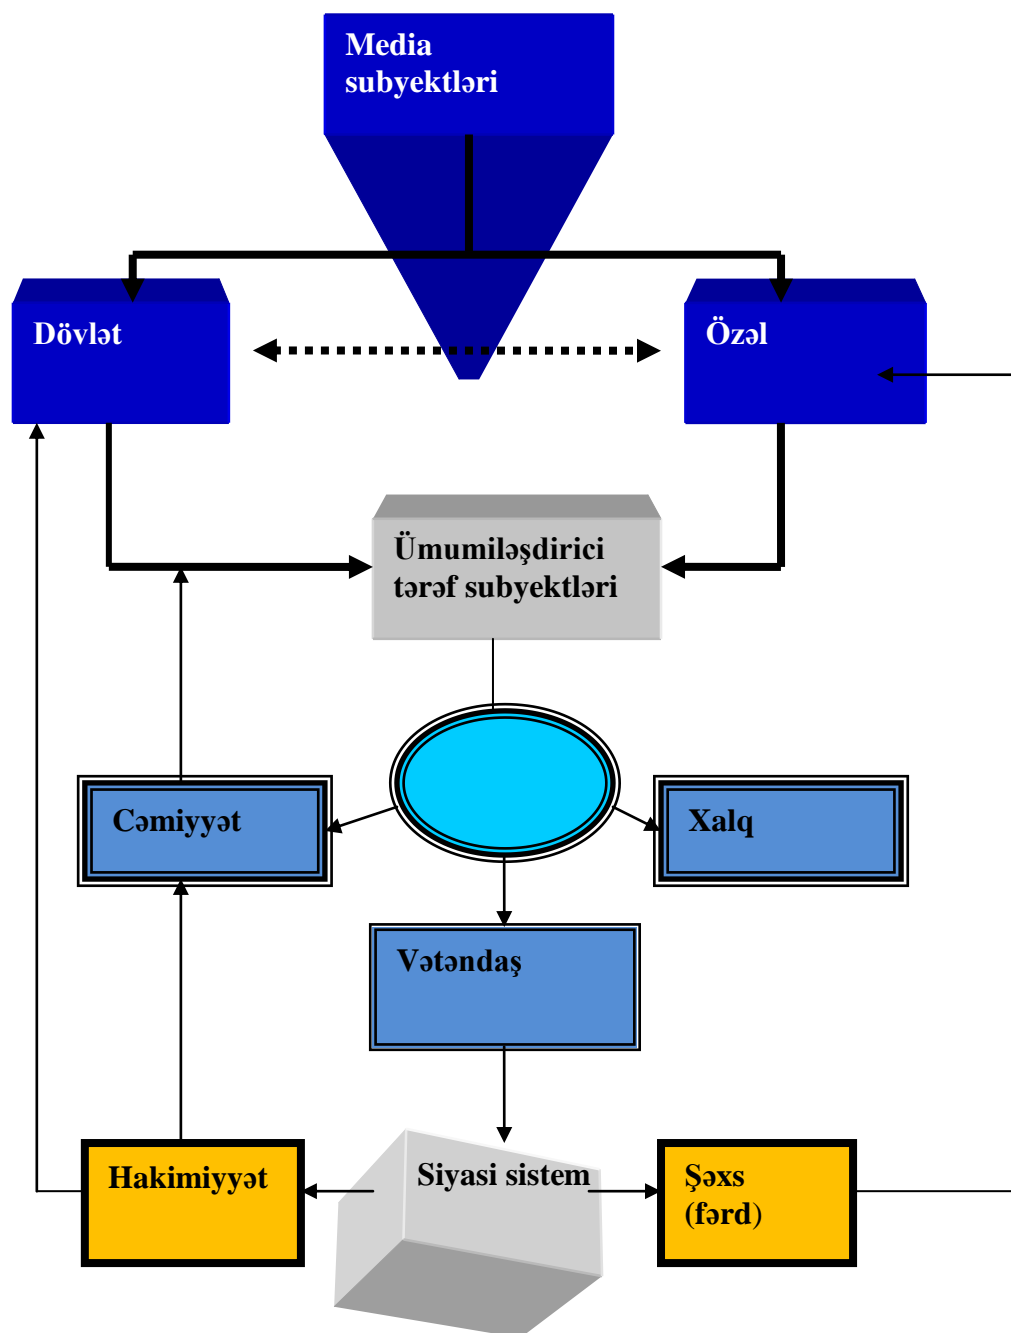 Media
subyektləri
Dövlət
Özəl
Ümumiləşdirici
tərəf subyektləri
Cəmiyyət
Xalq
Vətəndaş
Hakimiyyət
Siyasi sistem
Şəxs
(fərd)